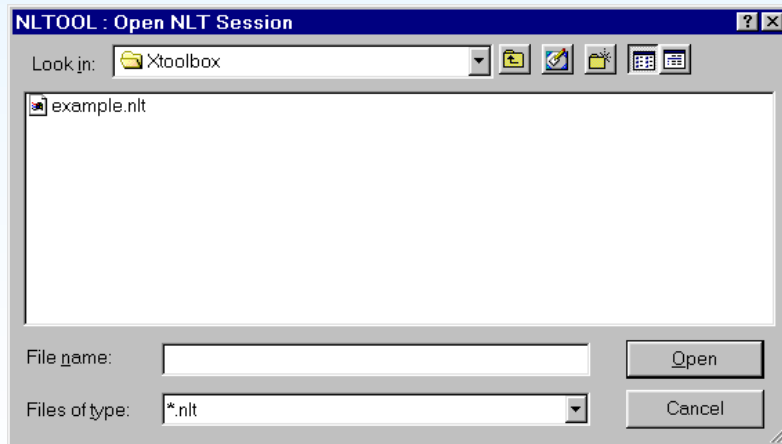 NLTOOL : Open NLT Session
Look in: Xtoolbox
example.nlt
File name: Open
Files of type: *.nlt Cancel